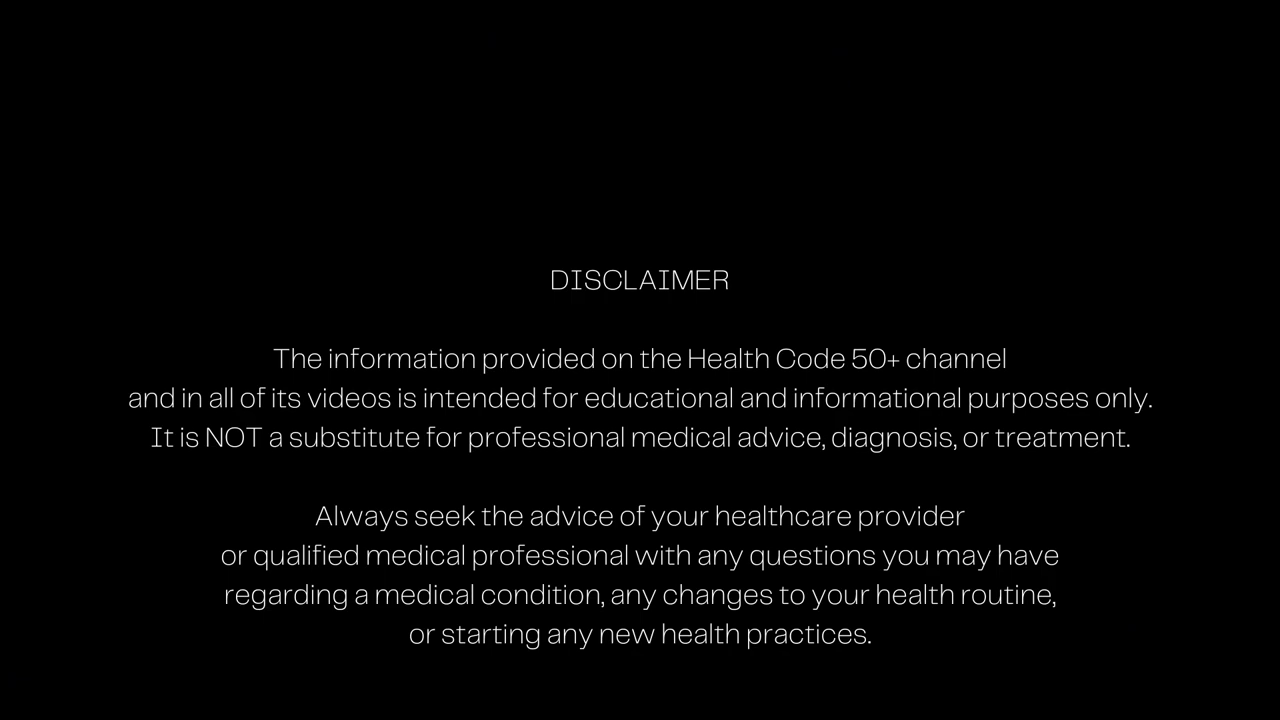 DISCLAIMER
The information provided on the Health Code 50+ channel
and in all of its videos is intended for educational and informational purposes only.
It is NOT a substitute for professional medical advice, diagnosis, or treatment.
Always seek the advice of your healthcare provider
or qualified medical professional with any questions you may have
regarding a medical condition, any changes to your health routine,
or starting any new health practices.